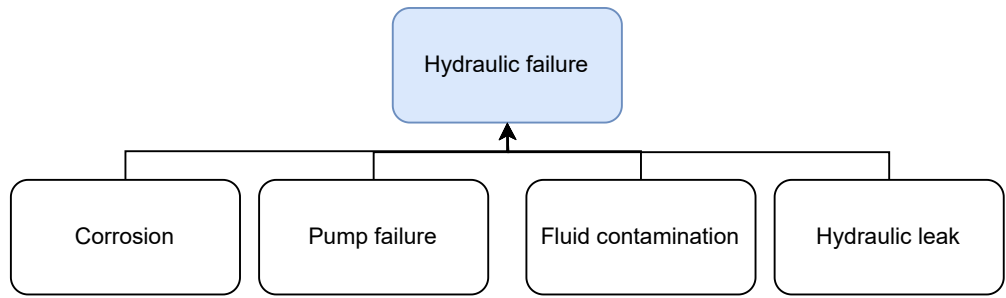 Hydraulic failure
Corrosion
Pump failure
Fluid contamination
Hydraulic leak